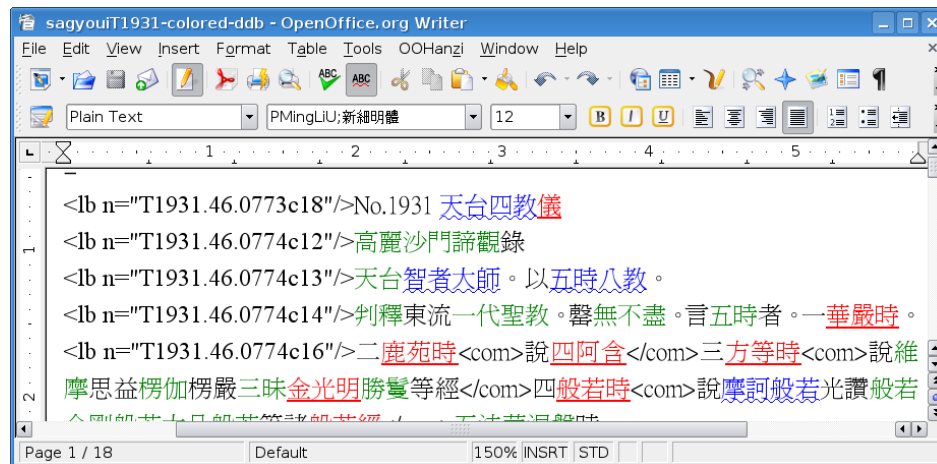 sagyouiT1931-colored-ddb - OpenOffice.org Writer
File Edit View Insert Format Table Tools OOHanzi Window Help
Plain Text PMingLiU;新細明體 12 B I U
1 2 3 4 5
<lb n="T1931.46.0773c18"/>No.1931 天台四教儀
<lb n="T1931.46.0774c12"/>高麗沙門諦觀錄
<lb n="T1931.46.0774c13"/>天台智者大師。以五時八教。
<lb n="T1931.46.0774c14"/>判釋東流一代聖教。罄無不盡。言五時者。一華嚴時。
<lb n="T1931.46.0774c16"/>二鹿苑時<com>說四阿含</com>三方等時<com>說維
摩思益楞伽楞嚴三昧金光明勝鬘等經</com>四般若時<com>說摩訶般若光讚般若
Page 1 / 18 Default 150% INSRT STD